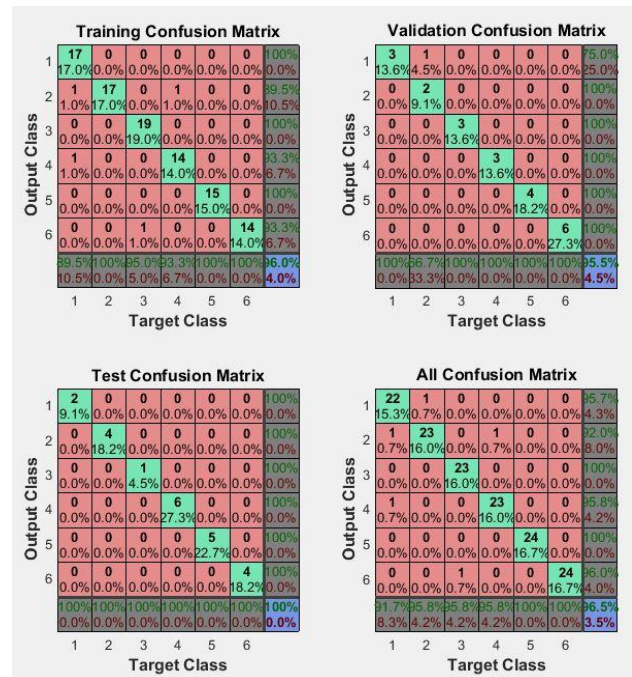 Training Confusion Matrix
17 0 0 0 0 0 100%
1 17.0% 0.0% 0.0% 0.0% 0.0% 0.0% 0.0%
1 17 0 1 0 0 89.5%
2 1.0% 17.0% 0.0% 1.0% 0.0% 0.0% 10.5%
0 0 19 0 0 0 100%
3 0.0% 0.0% 19.0% 0.0% 0.0% 0.0% 0.0%
1 0 0 14 0 0 93.3%
4 1.0% 0.0% 0.0% 14.0% 0.0% 0.0% 6.7%
0 0 0 0 15 0 100%
5 0.0% 0.0% 0.0% 0.0% 15.0% 0.0% 0.0%
0 0 1 0 0 14 93.3%
6 0.0% 0.0% 1.0% 0.0% 0.0% 14.0% 6.7%
89.5% 100% 95.0% 93.3% 100% 100% 96.0%
10.5% 0.0% 5.0% 6.7% 0.0% 0.0% 4.0%
1 2 3 4 5 6
Target Class
Output Class
Validation Confusion Matrix
3 1 0 0 0 0 75.0%
1 13.6% 4.5% 0.0% 0.0% 0.0% 0.0% 25.0%
0 2 0 0 0 0 100%
2 0.0% 9.1% 0.0% 0.0% 0.0% 0.0% 0.0%
0 0 3 0 0 0 100%
3 0.0% 0.0% 13.6% 0.0% 0.0% 0.0% 0.0%
0 0 0 3 0 0 100%
4 0.0% 0.0% 0.0% 13.6% 0.0% 0.0% 0.0%
0 0 0 0 4 0 100%
5 0.0% 0.0% 0.0% 0.0% 18.2% 0.0% 0.0%
0 0 0 0 0 6 100%
6 0.0% 0.0% 0.0% 0.0% 0.0% 27.3% 0.0%
100% 66.7% 100% 100% 100% 100% 95.5%
0.0% 33.3% 0.0% 0.0% 0.0% 0.0% 4.5%
1 2 3 4 5 6
Target Class
Output Class
Test Confusion Matrix
2 0 0 0 0 0 100%
1 9.1% 0.0% 0.0% 0.0% 0.0% 0.0% 0.0%
0 4 0 0 0 0 100%
2 0.0% 18.2% 0.0% 0.0% 0.0% 0.0% 0.0%
0 0 1 0 0 0 100%
3 0.0% 0.0% 4.5% 0.0% 0.0% 0.0% 0.0%
0 0 0 6 0 0 100%
4 0.0% 0.0% 0.0% 27.3% 0.0% 0.0% 0.0%
0 0 0 0 5 0 100%
5 0.0% 0.0% 0.0% 0.0% 22.7% 0.0% 0.0%
0 0 0 0 0 4 100%
6 0.0% 0.0% 0.0% 0.0% 0.0% 18.2% 0.0%
100% 100% 100% 100% 100% 100% 100%
0.0% 0.0% 0.0% 0.0% 0.0% 0.0% 0.0%
1 2 3 4 5 6
Target Class
Output Class
All Confusion Matrix
22 1 0 0 0 0 95.7%
1 15.3% 0.7% 0.0% 0.0% 0.0% 0.0% 4.3%
1 23 0 1 0 0 92.0%
2 0.7% 16.0% 0.0% 0.7% 0.0% 0.0% 8.0%
0 0 23 0 0 0 100%
3 0.0% 0.0% 16.0% 0.0% 0.0% 0.0% 0.0%
1 0 0 23 0 0 95.8%
4 0.7% 0.0% 0.0% 16.0% 0.0% 0.0% 4.2%
0 0 0 0 24 0 100%
5 0.0% 0.0% 0.0% 0.0% 16.7% 0.0% 0.0%
0 0 1 0 0 24 96.0%
6 0.0% 0.0% 0.7% 0.0% 0.0% 16.7% 4.0%
91.7% 95.8% 95.8% 95.8% 100% 100% 96.5%
8.3% 4.2% 4.2% 4.2% 0.0% 0.0% 3.5%
1 2 3 4 5 6
Target Class
Output Class